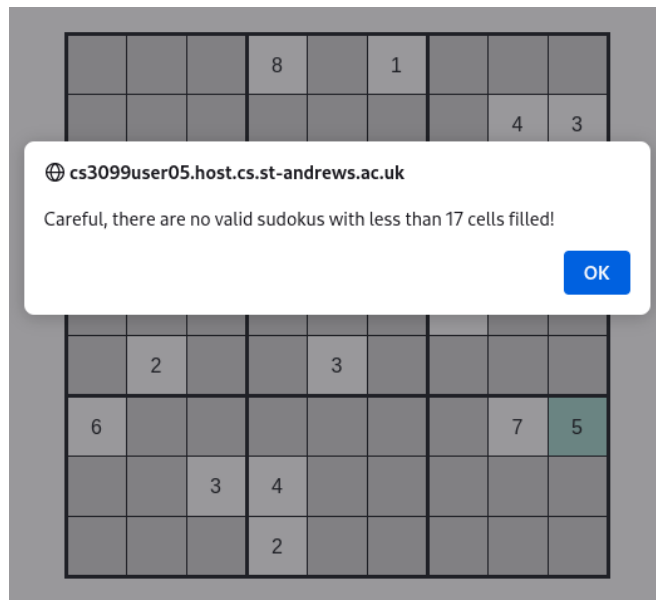 8 1
4 3
cs3099user05.host.cs.st-andrews.ac.uk
Careful, there are no valid sudokus with less than 17 cells filled!
OK
2 3
6 7 5
3 4
2